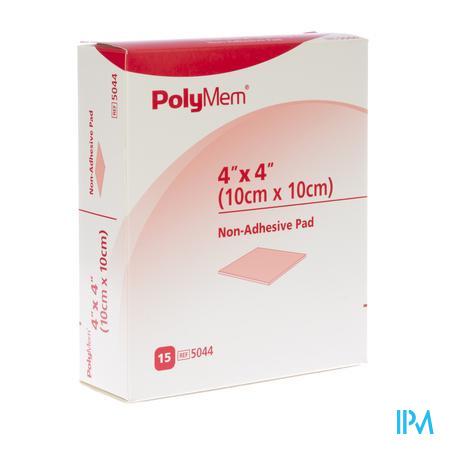 PolyMem®
4" x 4"
(10cm x 10cm)
Non-Adhesive Pad
15 REF 5044
REF 5044
Non-Adhesive Pad
4" x 4"
(10cm x 10cm)
PolyMem®
IPM